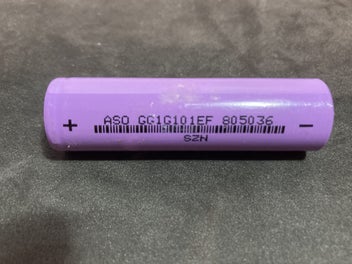 + ASO GG1G101EF 805036 -
SZN